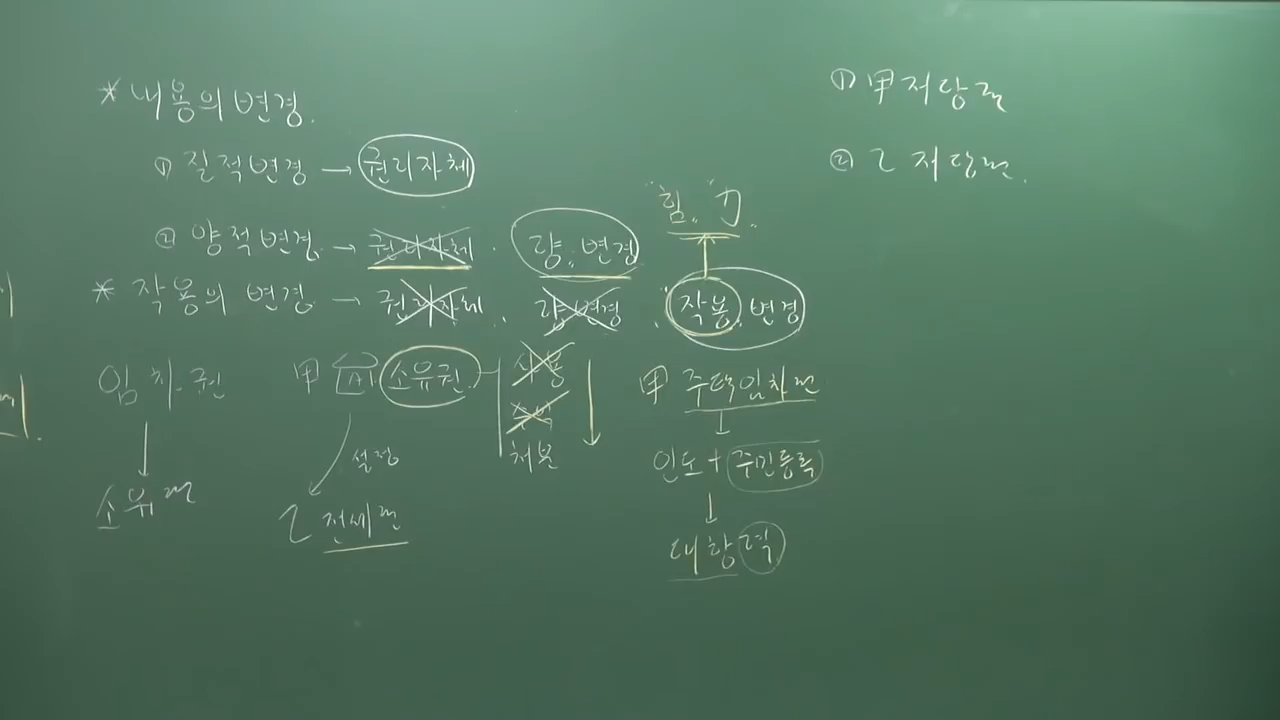 * 내용의 변경.
① 질적변경 → 권리자체
② 양적변경. → 권리자체. 량.. 변경
* 작용의 변경. → 권리자체. 량 변경. 작용. 변경
"힘.. 力..
임차권
↓
소유권
甲 소유권
설정
乙 전세권
사용
수익
처분
甲 주택임차권
인도 + 주민등록
↓
대항력
① 甲 저당권
② 乙 저당권.